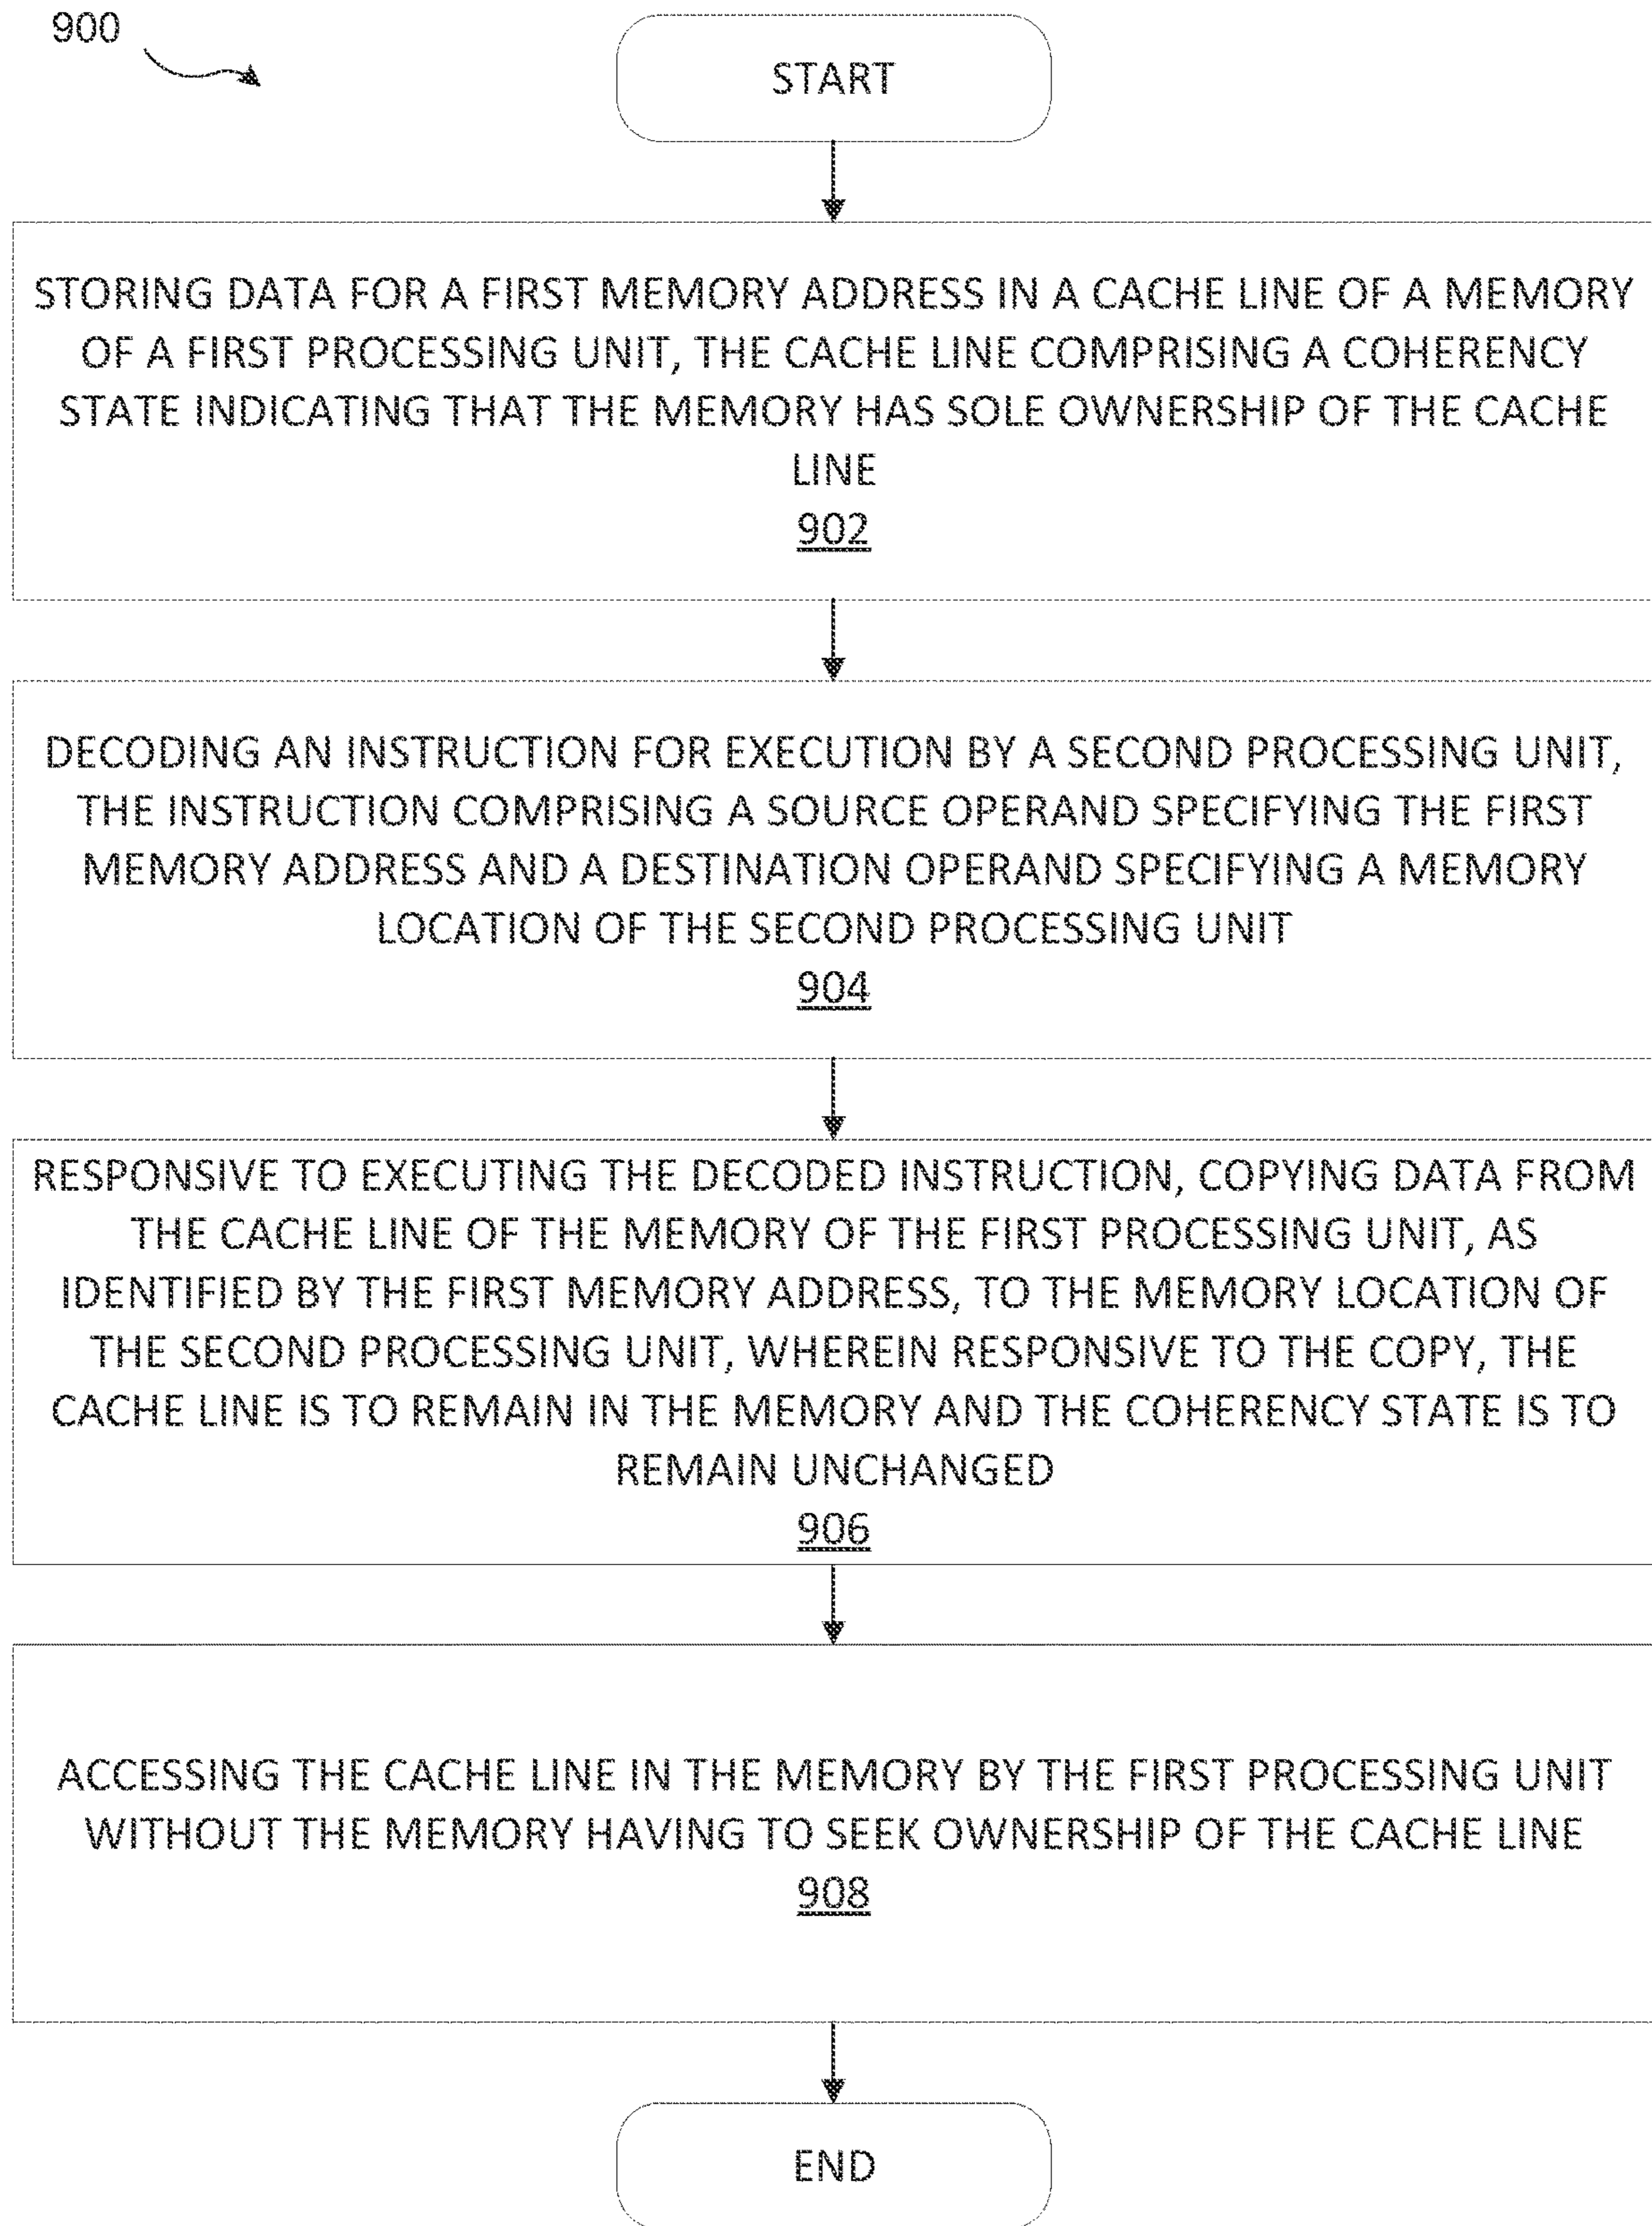 900
START
STORING DATA FOR A FIRST MEMORY ADDRESS IN A CACHE LINE OF A MEMORY
OF A FIRST PROCESSING UNIT, THE CACHE LINE COMPRISING A COHERENCY
STATE INDICATING THAT THE MEMORY HAS SOLE OWNERSHIP OF THE CACHE
LINE
902
DECODING AN INSTRUCTION FOR EXECUTION BY A SECOND PROCESSING UNIT,
THE INSTRUCTION COMPRISING A SOURCE OPERAND SPECIFYING THE FIRST
MEMORY ADDRESS AND A DESTINATION OPERAND SPECIFYING A MEMORY
LOCATION OF THE SECOND PROCESSING UNIT
904
RESPONSIVE TO EXECUTING THE DECODED INSTRUCTION, COPYING DATA FROM
THE CACHE LINE OF THE MEMORY OF THE FIRST PROCESSING UNIT, AS
IDENTIFIED BY THE FIRST MEMORY ADDRESS, TO THE MEMORY LOCATION OF
THE SECOND PROCESSING UNIT, WHEREIN RESPONSIVE TO THE COPY, THE
CACHE LINE IS TO REMAIN IN THE MEMORY AND THE COHERENCY STATE IS TO
REMAIN UNCHANGED
906
ACCESSING THE CACHE LINE IN THE MEMORY BY THE FIRST PROCESSING UNIT
WITHOUT THE MEMORY HAVING TO SEEK OWNERSHIP OF THE CACHE LINE
908
END